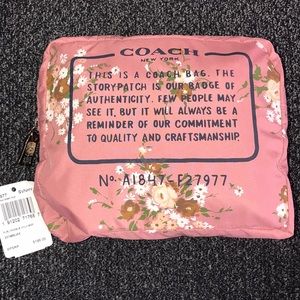 COACH
NEW YORK
THIS IS A COACH BAG. THE
STORYPATCH IS OUR BADGE OF
AUTHENTICITY. FEW PEOPLE MAY
SEE IT, BUT IT WILL ALWAYS BE A
REMINDER OF OUR COMMITMENT
TO QUALITY AND CRAFTSMANSHIP.
No. A1847-F27977